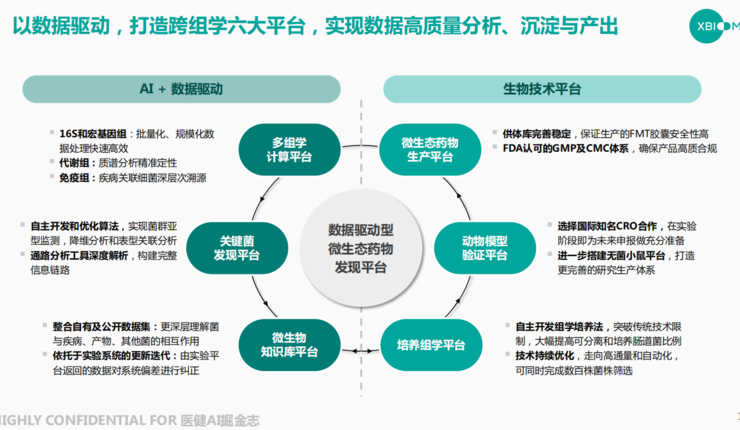 以数据驱动，打造跨组学六大平台，实现数据高质量分析、沉淀与产出
XBI
M
AI + 数据驱动
生物技术平台
16S和宏基因组：批量化、规模化数
据处理快速高效
代谢组：质谱分析精准定性
免疫组：疾病关联细菌深层次溯源
多组学
计算平台
微生态药物
生产平台
供体库完善稳定，保证生产的FMT胶囊安全性高
FDA认可的GMP及CMC体系，确保产品高质合规
自主开发和优化算法，实现菌群亚
型监测，降维分析和表型关联分析
通路分析工具深度解析，构建完整
信息链路
关键菌
发现平台
数据驱动型
微生态药物
发现平台
动物模型
验证平台
选择国际知名CRO合作，在实验
阶段即为未来申报做充分准备
进一步搭建无菌小鼠平台，打造
更完善的研究生产体系
整合自有及公开数据集：更深层理解菌
与疾病、产物、其他菌的相互作用
依托于实验系统的更新迭代：由实验平
台返回的数据对系统偏差进行纠正
微生物
知识库平台
培养组学平台
自主开发组学培养法，突破传统技术限
制，大幅提高可分离和培养肠道菌比例
技术持续优化，走向高通量和自动化，
可同时完成数百株菌株筛选
HIGHLY CONFIDENTIAL FOR 医健AI掘金志